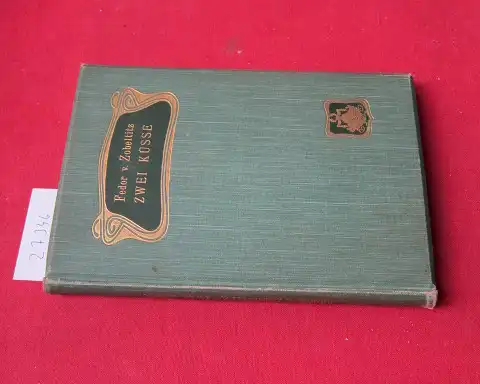 Fedor v. Zobeltitz
ZWEI KÜSSE
27346